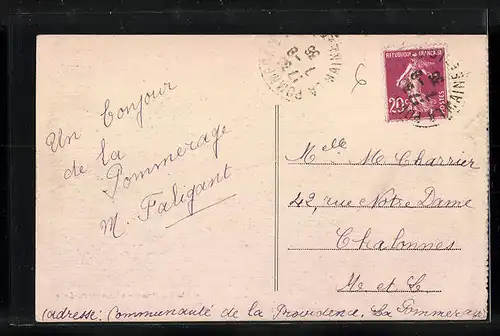 Un bonjour
de la
Pommeraye
M. Faligant
REPUBLIQUE FRANÇAISE
20c
POSTES
Melle M. Charrier
42, rue Notre Dame
Chalonnes
M. et L.
(adresse: Communauté de la Providence, La Pommeraye